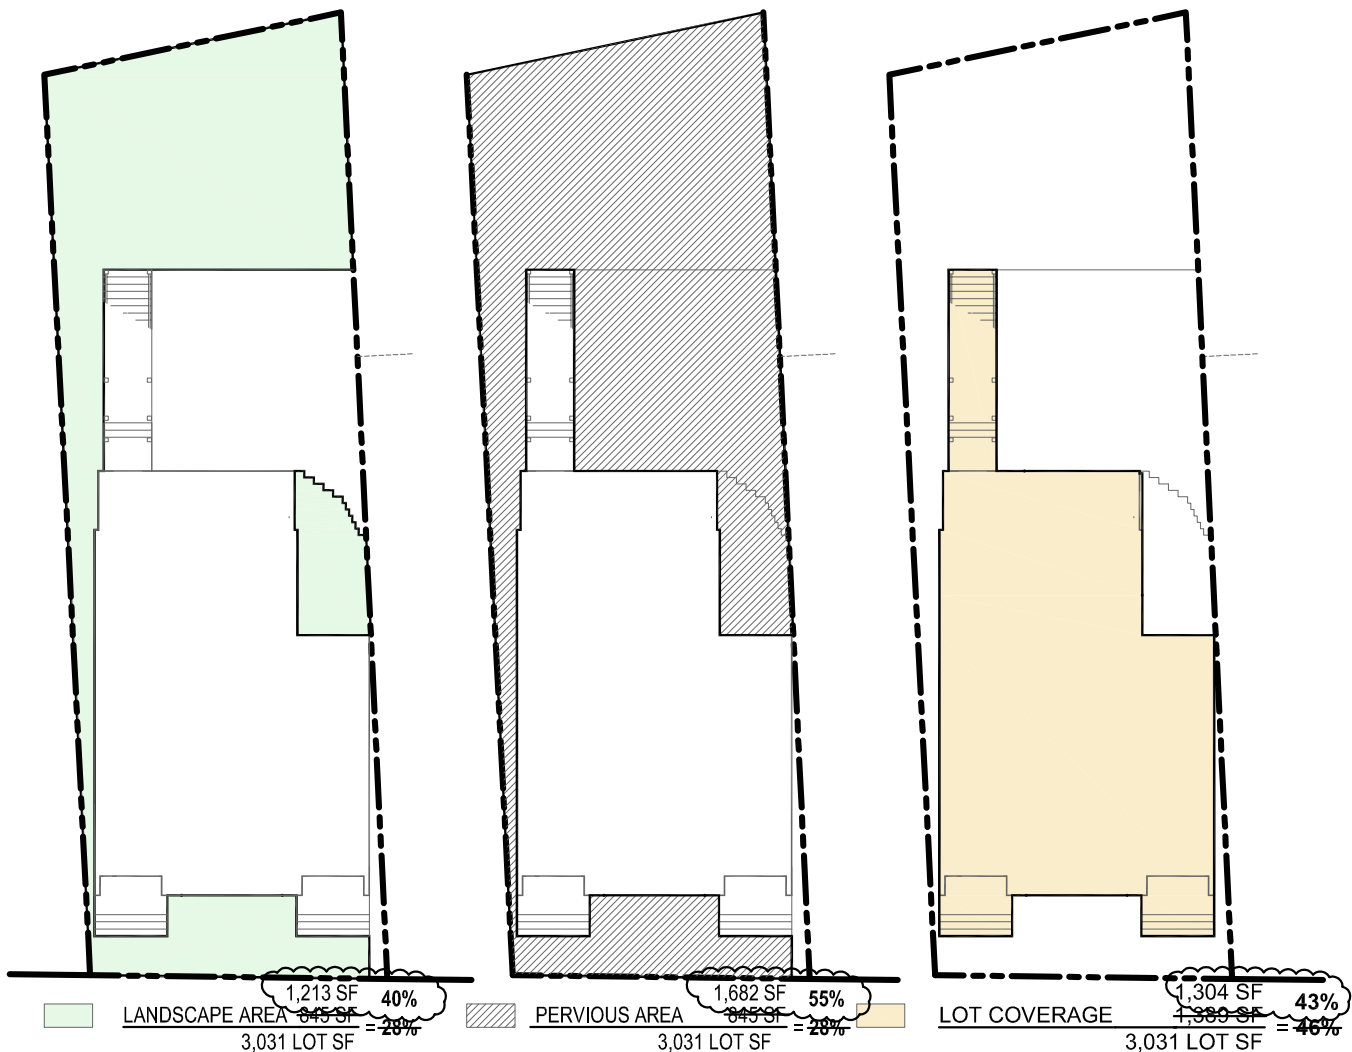 1,213 SF 40%
LANDSCAPE AREA 845 SF = 28%
3,031 LOT SF
1,682 SF 55%
PERVIOUS AREA 845 SF = 28%
3,031 LOT SF
1,304 SF 43%
LOT COVERAGE 1,389 SF = 46%
3,031 LOT SF